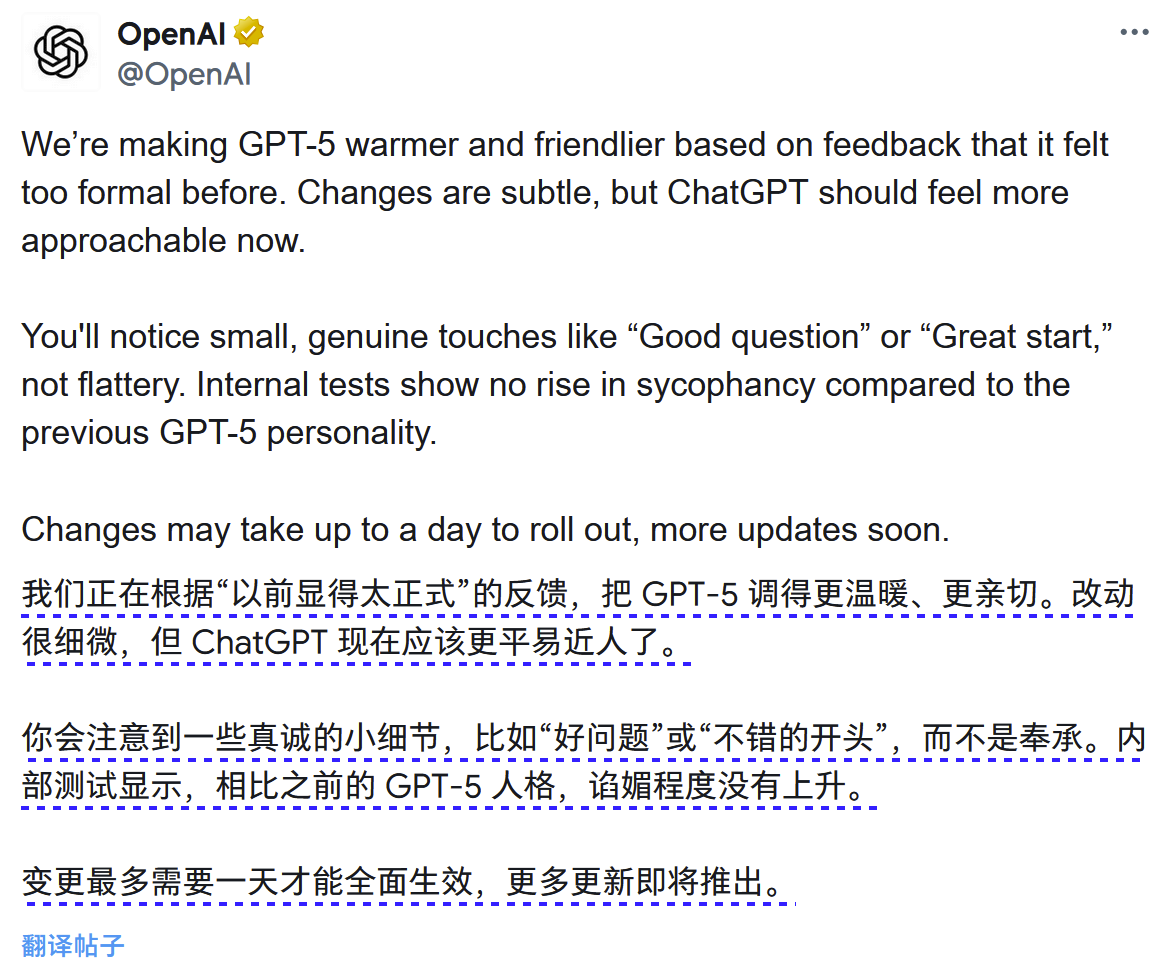 OpenAI
@OpenAI
We’re making GPT-5 warmer and friendlier based on feedback that it felt
too formal before. Changes are subtle, but ChatGPT should feel more
approachable now.
You'll notice small, genuine touches like “Good question” or “Great start,”
not flattery. Internal tests show no rise in sycophancy compared to the
previous GPT-5 personality.
Changes may take up to a day to roll out, more updates soon.
我们正在根据“以前显得太正式”的反馈，把 GPT-5 调得更温暖、更亲切。改动
很细微，但 ChatGPT 现在应该更平易近人了。
你会注意到一些真诚的小细节，比如“好问题”或“不错的开头”，而不是奉承。内
部测试显示，相比之前的 GPT-5 人格，谄媚程度没有上升。
变更最多需要一天才能全面生效，更多更新即将推出。
翻译帖子